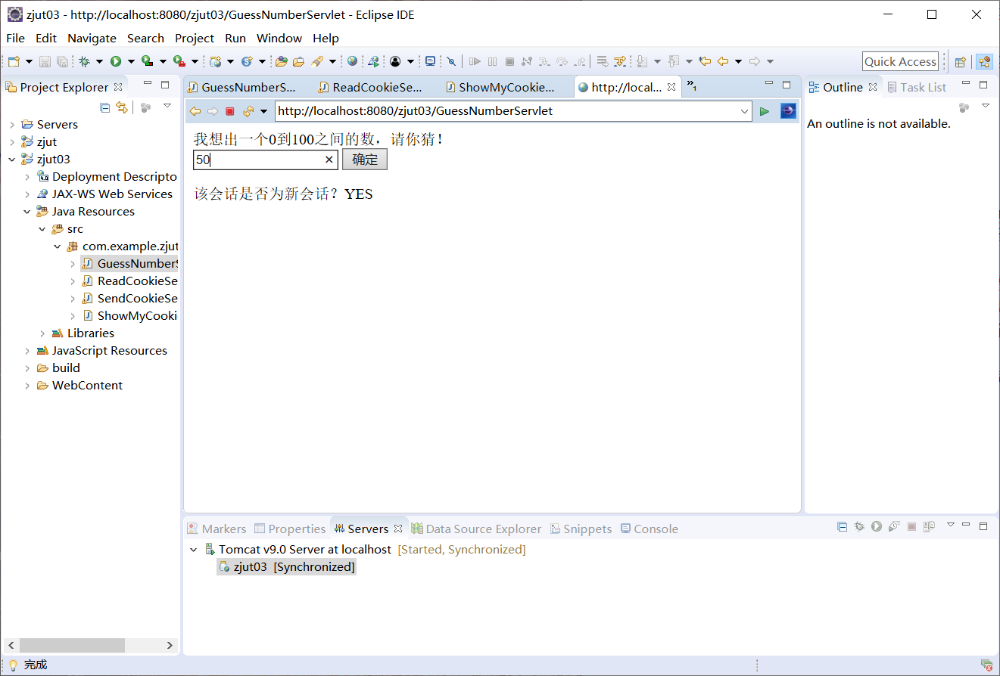 zjut03 - http://localhost:8080/zjut03/GuessNumberServlet - Eclipse IDE
File Edit Navigate Search Project Run Window Help
Quick Access
Project Explorer
Servers
zjut
zjut03
Deployment Descripto
JAX-WS Web Services
Java Resources
src
com.example.zjut
GuessNumberS
ReadCookieSe
SendCookieSe
ShowMyCooki
Libraries
JavaScript Resources
build
WebContent
GuessNumberS... ReadCookieSe... ShowMyCookie... http://local... »1
http://localhost:8080/zjut03/GuessNumberServlet
我想出一个0到100之间的数，请你猜！
50 确定
该会话是否为新会话？YES
Outline Task List
An outline is not available.
Markers Properties Servers Data Source Explorer Snippets Console
Tomcat v9.0 Server at localhost [Started, Synchronized]
zjut03 [Synchronized]
完成